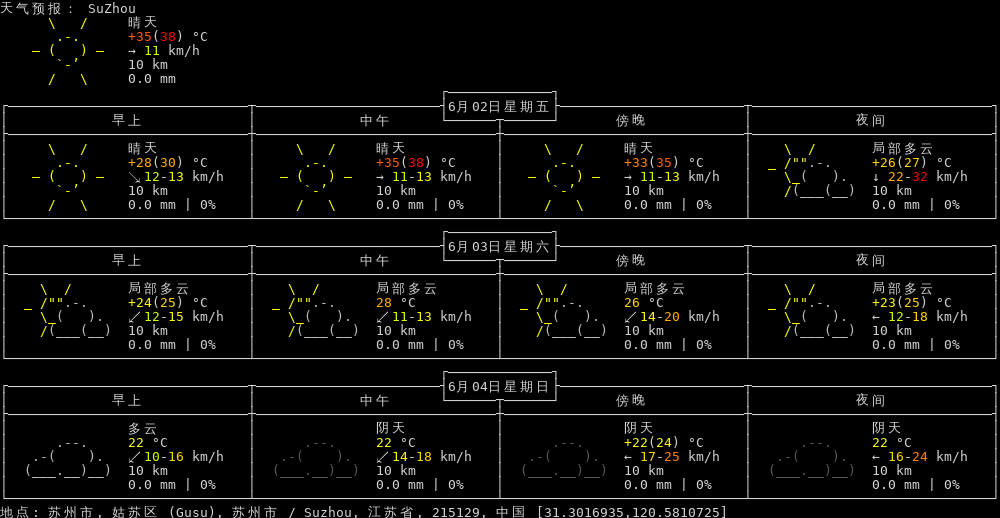 天气预报: SuZhou
晴天
+35(38) °C
→ 11 km/h
10 km
0.0 mm
6月02日星期五
早上 中午 傍晚 夜间
晴天 晴天 晴天 局部多云
+28(30) °C +35(38) °C +33(35) °C +26(27) °C
↘ 12-13 km/h → 11-13 km/h → 11-13 km/h ↓ 22-32 km/h
10 km 10 km 10 km 10 km
0.0 mm | 0% 0.0 mm | 0% 0.0 mm | 0% 0.0 mm | 0%
6月03日星期六
早上 中午 傍晚 夜间
局部多云 局部多云 局部多云 局部多云
+24(25) °C 28 °C 26 °C +23(25) °C
↙ 12-15 km/h ↙ 11-13 km/h ↙ 14-20 km/h ← 12-18 km/h
10 km 10 km 10 km 10 km
0.0 mm | 0% 0.0 mm | 0% 0.0 mm | 0% 0.0 mm | 0%
6月04日星期日
早上 中午 傍晚 夜间
多云 阴天 阴天 阴天
22 °C 22 °C +22(24) °C 22 °C
↙ 10-16 km/h ↙ 14-18 km/h ← 17-25 km/h ← 16-24 km/h
10 km 10 km 10 km 10 km
0.0 mm | 0% 0.0 mm | 0% 0.0 mm | 0% 0.0 mm | 0%
地点: 苏州市, 姑苏区 (Gusu), 苏州市 / Suzhou, 江苏省, 215129, 中国 [31.3016935,120.5810725]